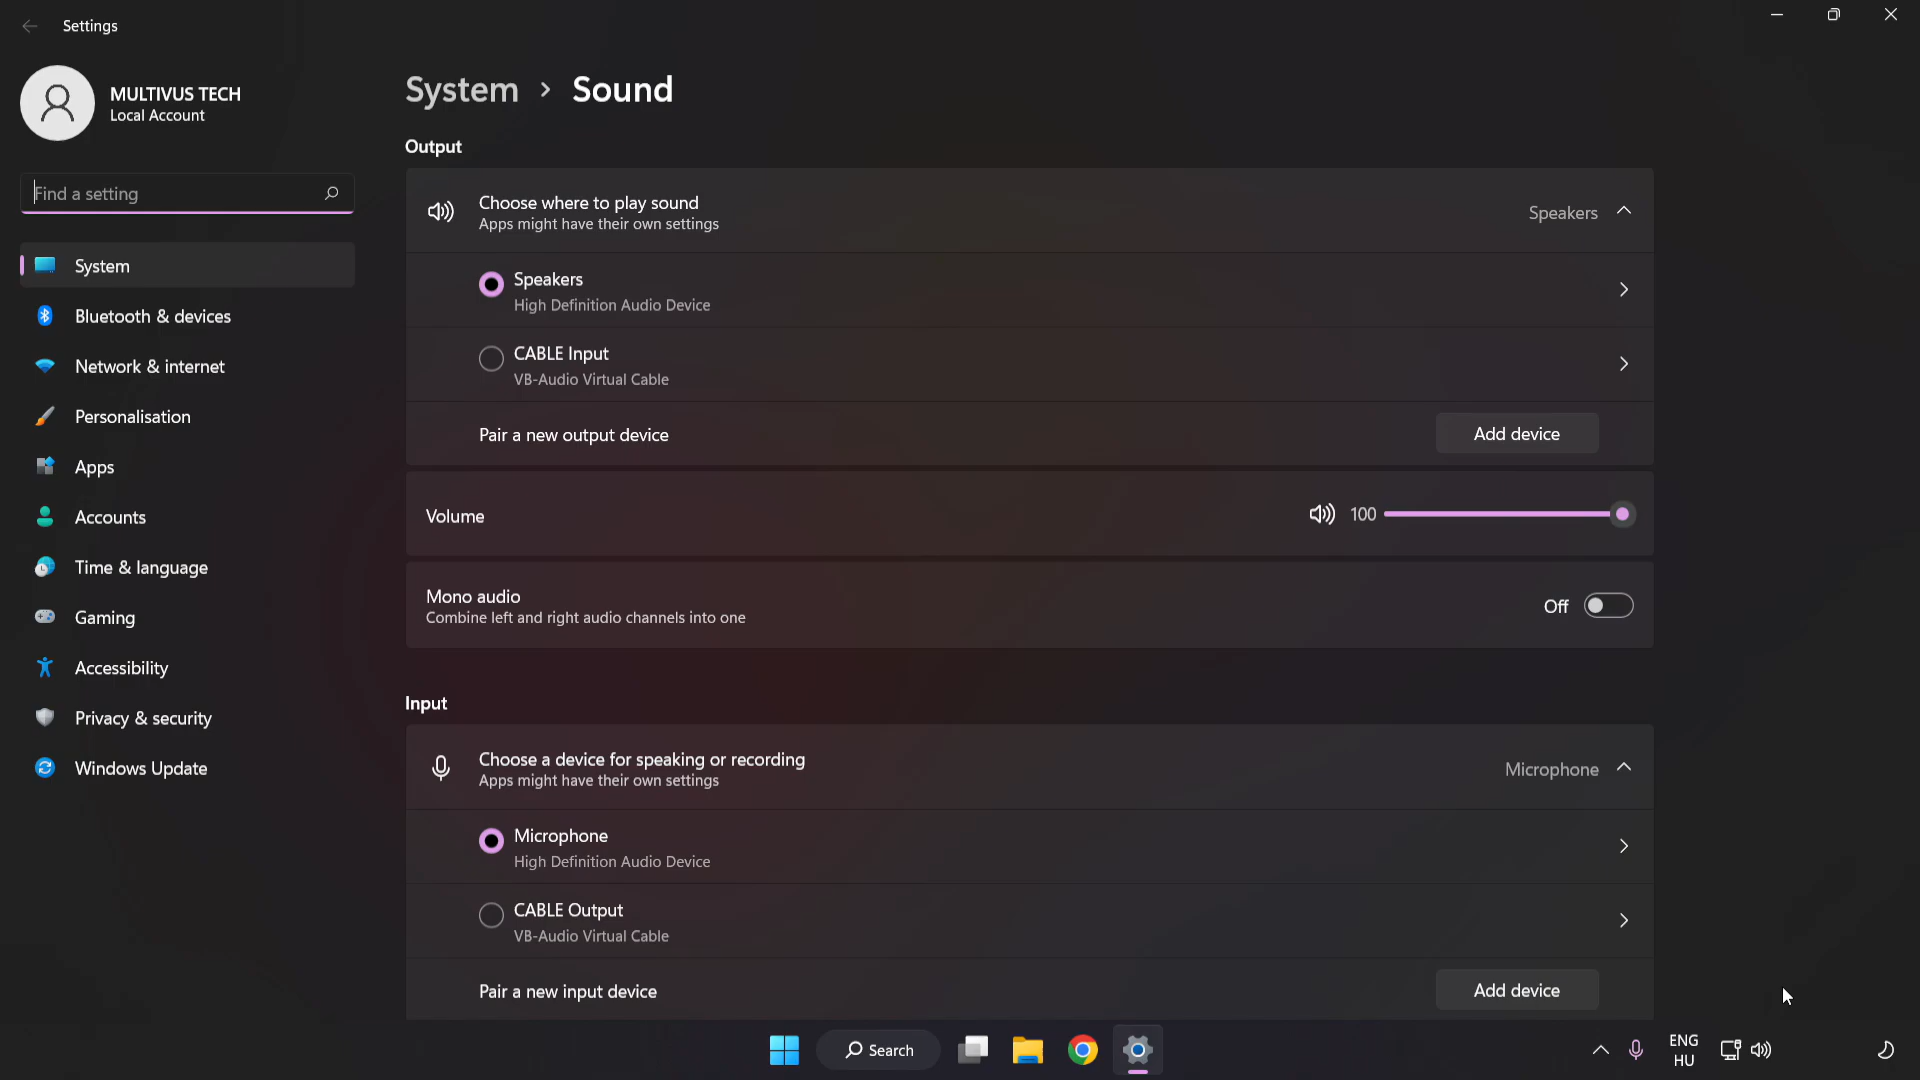 Settings
MULTIVUS TECH
Local Account
Find a setting
System
Bluetooth & devices
Network & internet
Personalisation
Apps
Accounts
Time & language
Gaming
Accessibility
Privacy & security
Windows Update
System › Sound
Output
Choose where to play sound
Apps might have their own settings
Speakers
Speakers
High Definition Audio Device
CABLE Input
VB-Audio Virtual Cable
Pair a new output device
Add device
Volume
100
Mono audio
Combine left and right audio channels into one
Off
Input
Choose a device for speaking or recording
Apps might have their own settings
Microphone
Microphone
High Definition Audio Device
CABLE Output
VB-Audio Virtual Cable
Pair a new input device
Add device
Search
ENG
HU